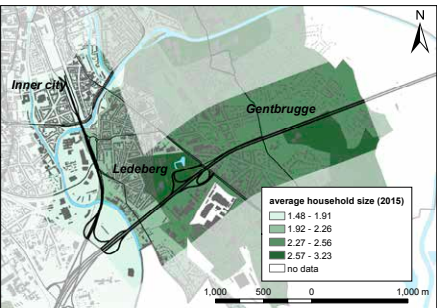 N
Inner city
Gentbrugge
Ledeberg
average household size (2015)
1.48 - 1.91
1.92 - 2.26
2.27 - 2.56
2.57 - 3.23
no data
1,000 500 0 1,000 m